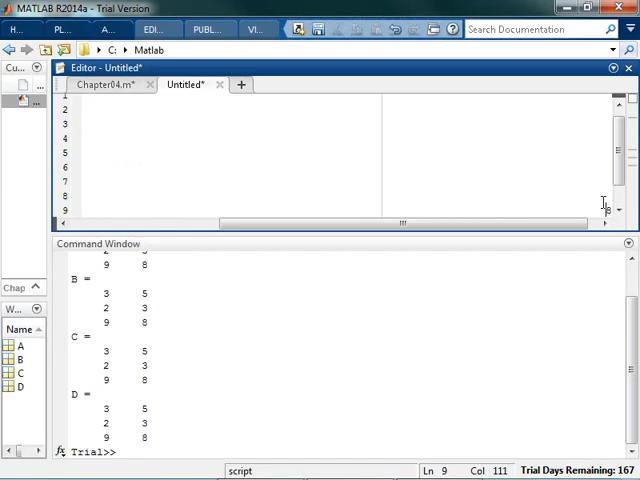 MATLAB R2014a - Trial Version
H... PL... A... EDI... PUBL... VI... Search Documentation
C: Matlab
Cu... Editor - Untitled*
Chapter04.m* Untitled*
...
...
1
2
3
4
5
6
7
8
9 8
Command Window
9 8
B =
3 5
2 3
9 8
C =
3 5
2 3
9 8
D =
3 5
2 3
9 8
Trial>>
Chap
W...
Name
A
B
C
D
script Ln 9 Col 111 Trial Days Remaining: 167